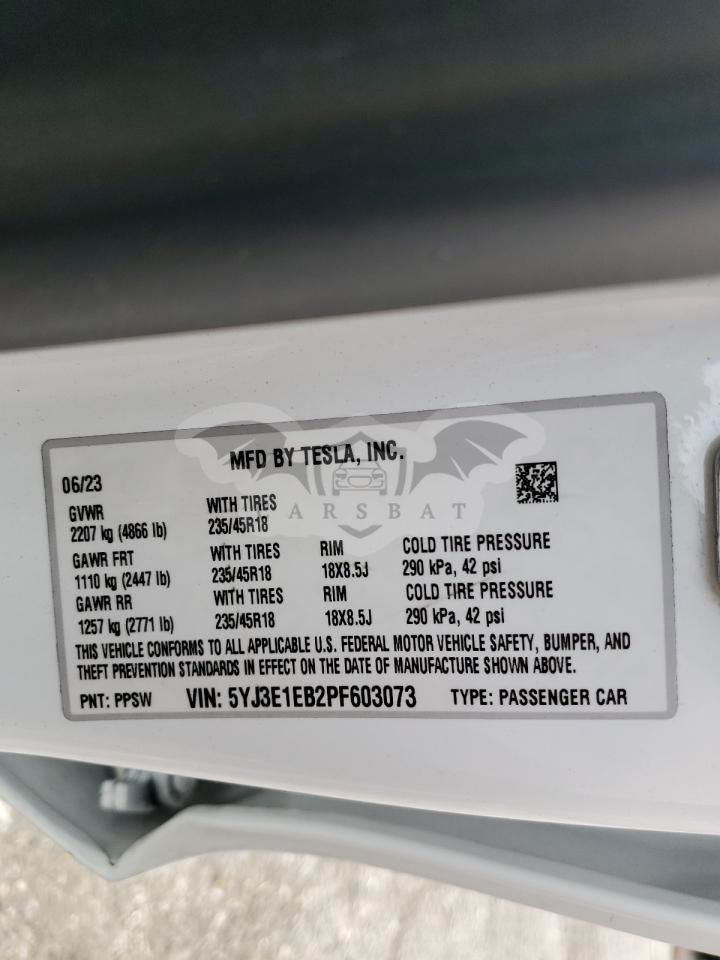 MFD BY TESLA, INC.
06/23
GVWR WITH TIRES
2207 kg (4866 lb) 235/45R18
GAWR FRT WITH TIRES RIM COLD TIRE PRESSURE
1110 kg (2447 lb) 235/45R18 18X8.5J 290 kPa, 42 psi
GAWR RR WITH TIRES RIM COLD TIRE PRESSURE
1257 kg (2771 lb) 235/45R18 18X8.5J 290 kPa, 42 psi
THIS VEHICLE CONFORMS TO ALL APPLICABLE U.S. FEDERAL MOTOR VEHICLE SAFETY, BUMPER, AND
THEFT PREVENTION STANDARDS IN EFFECT ON THE DATE OF MANUFACTURE SHOWN ABOVE.
PNT: PPSW VIN: 5YJ3E1EB2PF603073 TYPE: PASSENGER CAR